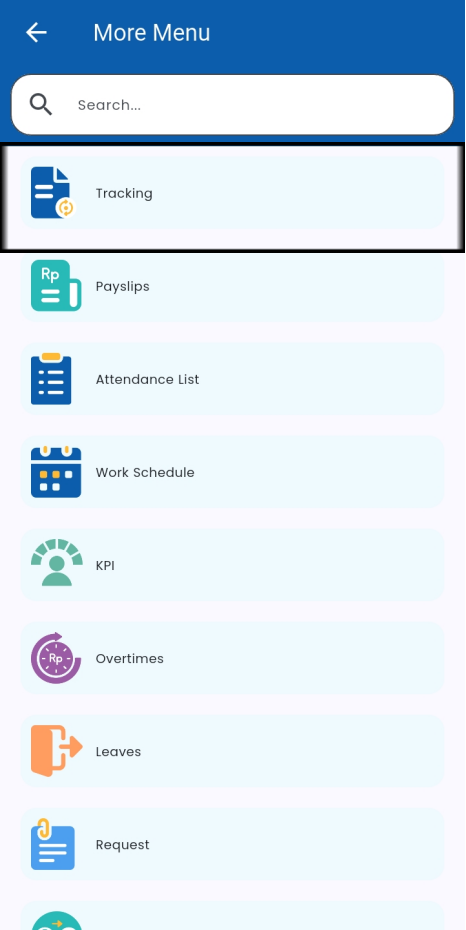 More Menu
Search...
Tracking
Rp
Payslips
Attendance List
Work Schedule
KPI
Rp
Overtimes
Leaves
Request